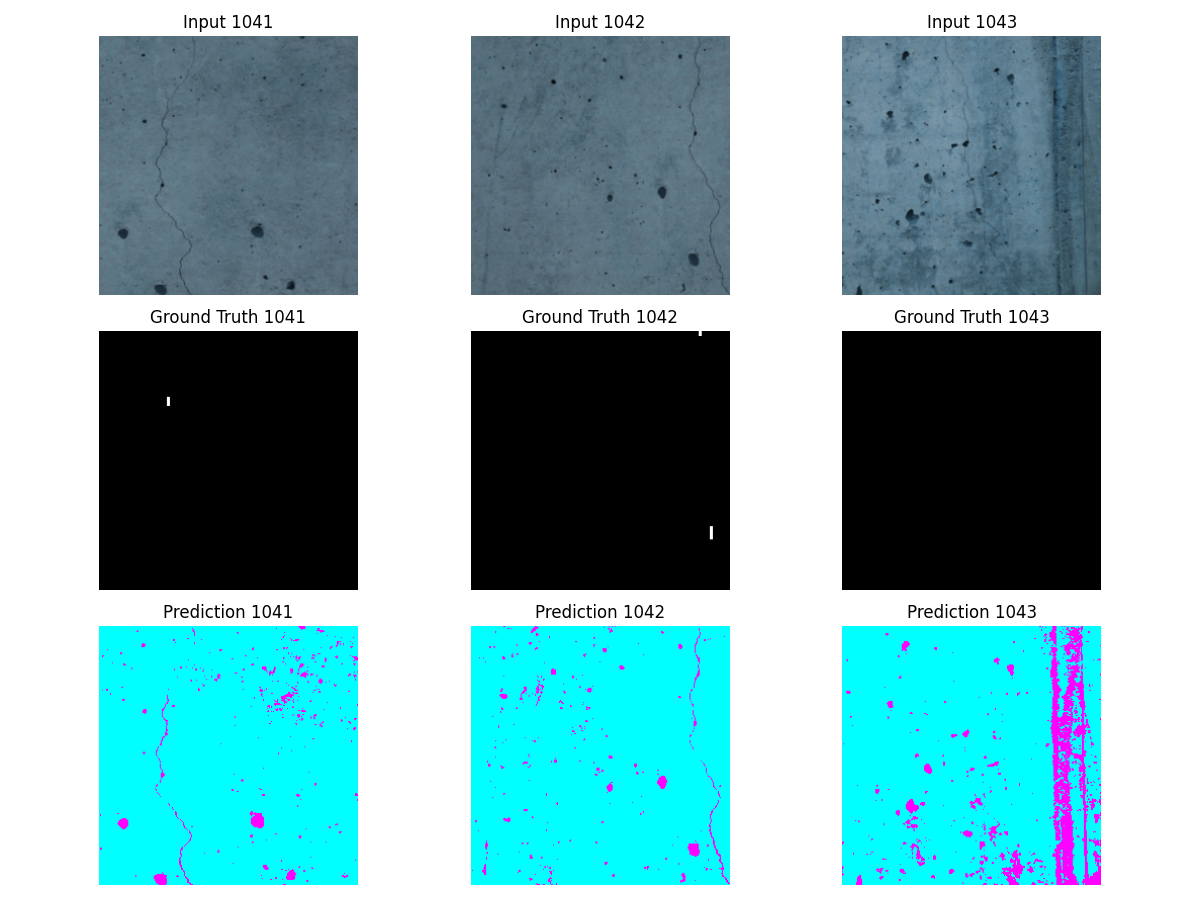 Input 1041
Input 1042
Input 1043
Ground Truth 1041
Ground Truth 1042
Ground Truth 1043
Prediction 1041
Prediction 1042
Prediction 1043